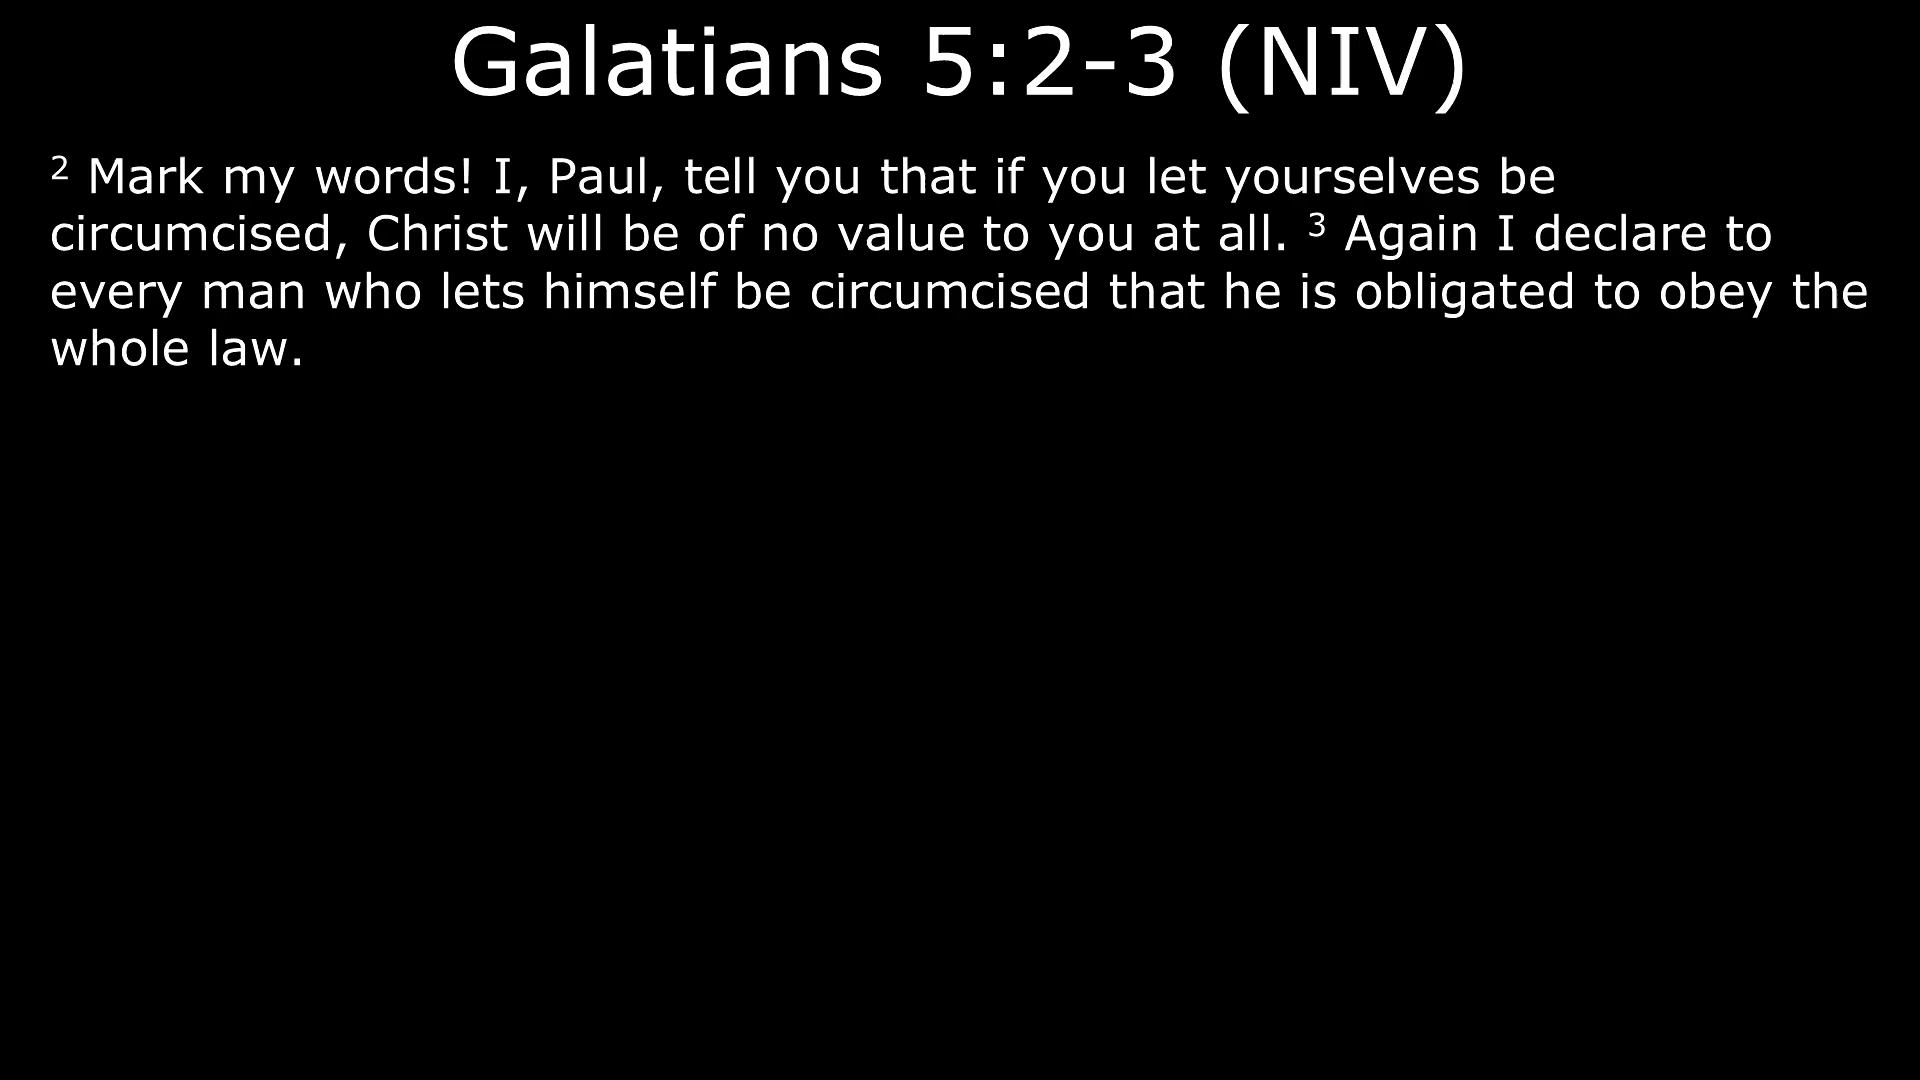 Galatians 5:2-3 (NIV)
² Mark my words! I, Paul, tell you that if you let yourselves be
circumcised, Christ will be of no value to you at all. ³ Again I declare to
every man who lets himself be circumcised that he is obligated to obey the
whole law.